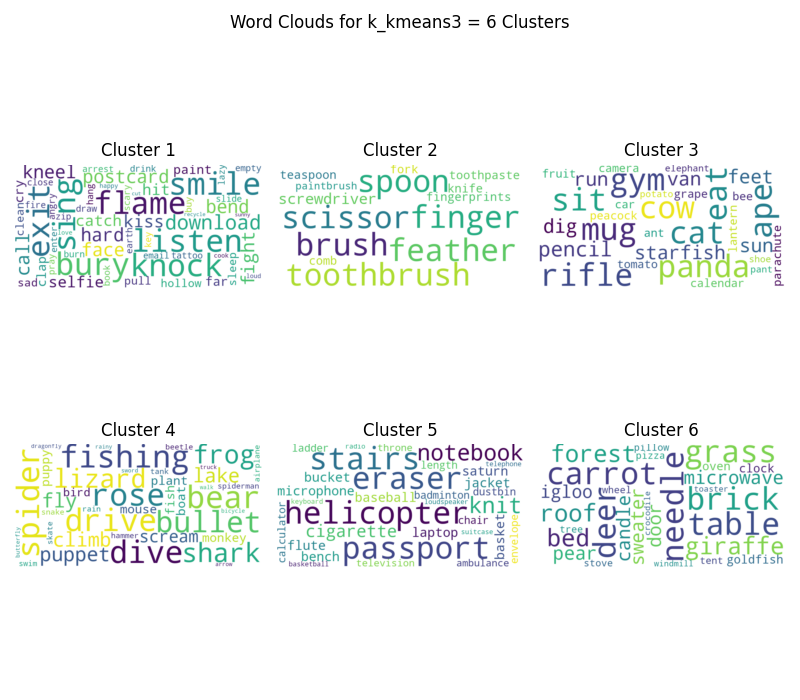 Word Clouds for k_kmeans3 = 6 Clusters
Cluster 1
Cluster 2
Cluster 3
kneel arrest drink paint lazy empty
close postcard hang happy scary cut smile
cry clean call fire exit angry zip sing flame hit buy slide bend
catch kiss key download
clap enter love hard earth listen
pray face email tattoo cook fight
burn bury book knock sleep loud
sad selfie draw pull hollow far recycle funny
teaspoon fork toothpaste
paintbrush spoon knife
screwdriver fingerprints
scissor finger
brush feather
comb
toothbrush
fruit camera elephant
run gym van eat feet
sit car potato grape bee ape
peacock cow lantern
dig mug ant cat sun parachute
pencil starfish shoe
rifle tomato panda pant
calendar
Cluster 4
Cluster 5
Cluster 6
dragonfly rainy beetle
spider puppy fishing frog airplane
lizard tank truck lake
sword plant spiderman
fly bird rose fish boat bear
rain mouse
butterfly skate snake drive bicycle bullet
climb hammer scream walk monkey
puppet dive shark
swim arrow
ladder radio throne
stairs notebook
length telephone
bucket eraser saturn jacket
microphone baseball badminton dustbin
loudspeaker
calculator helicopter knit
keyboard chair
cigarette laptop basket envelope
flute suitcase
bench passport
basketball television ambulance
forest pillow grass
pizza oven clock
carrot microwave
igloo wheel needle toaster brick
roof deer crocodile
tree candle sweater door table
bed giraffe
pear tent goldfish
stove windmill